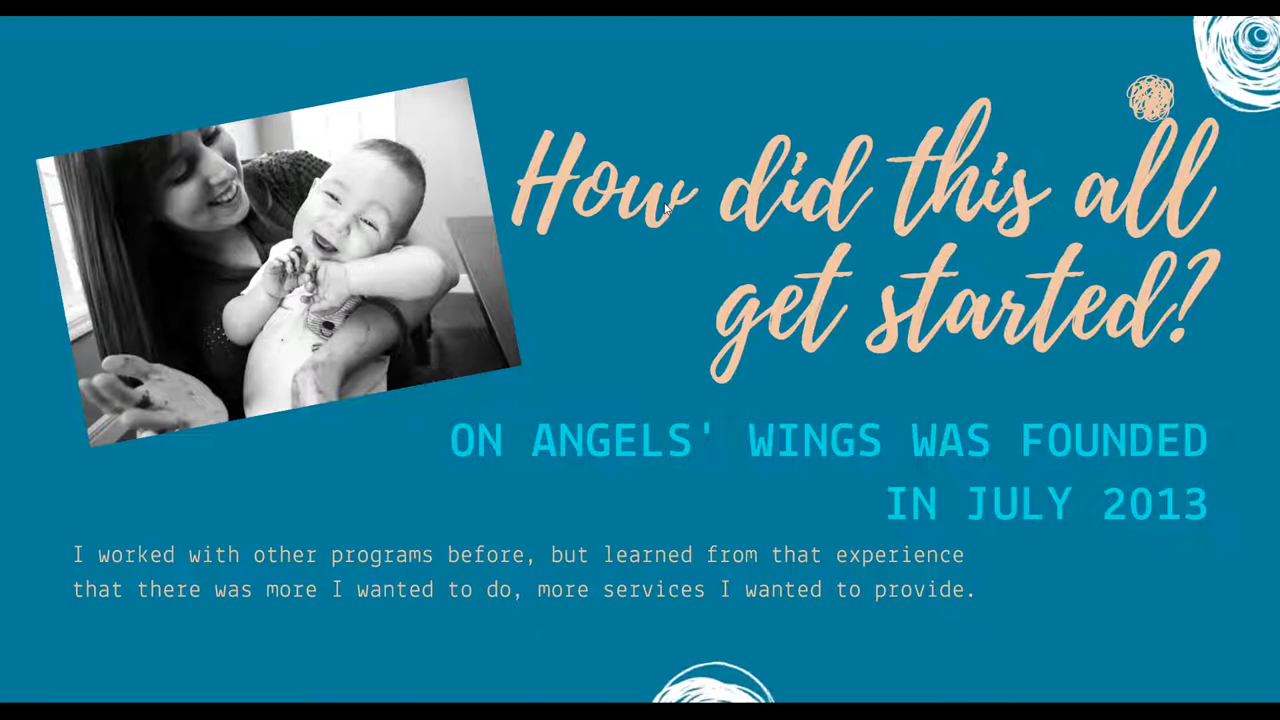 How did this all
get started?
ON ANGELS' WINGS WAS FOUNDED
IN JULY 2013
I worked with other programs before, but learned from that experience
that there was more I wanted to do, more services I wanted to provide.